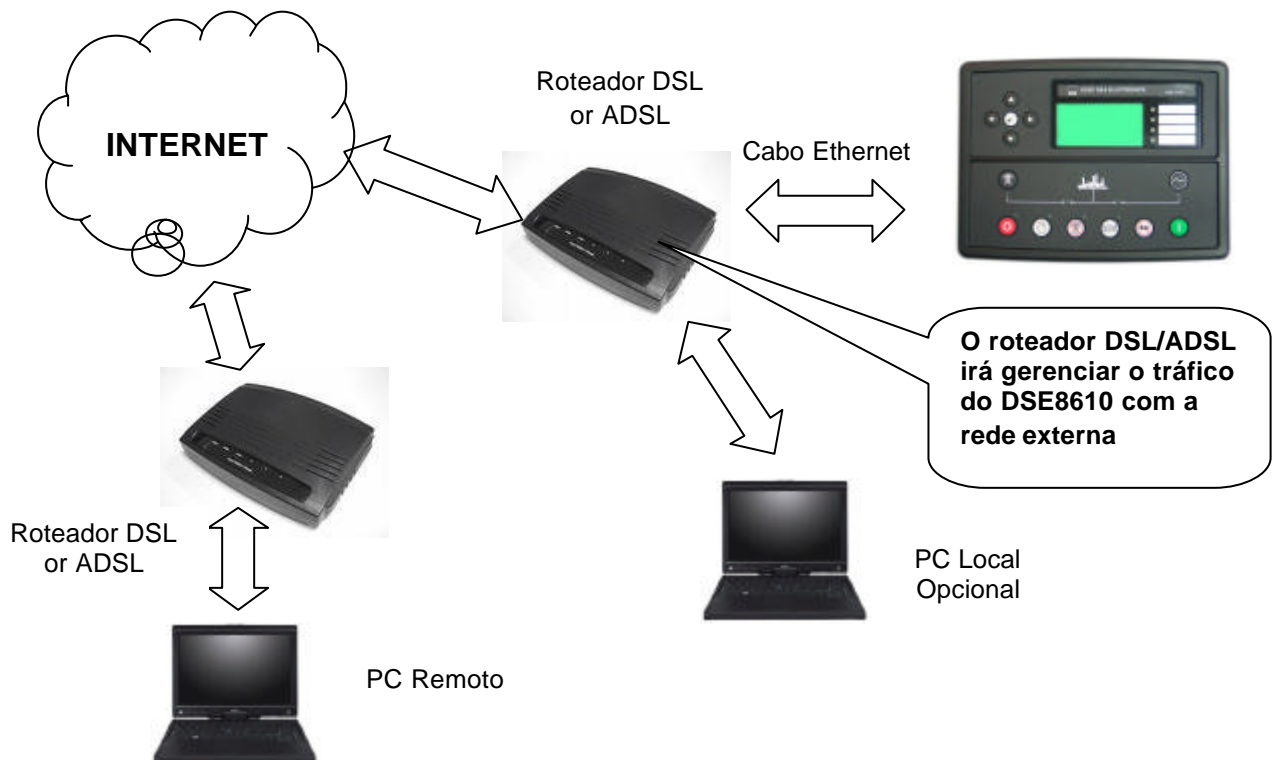 INTERNET
Roteador DSL
or ADSL
Cabo Ethernet
O roteador DSL/ADSL
irá gerenciar o tráfico
do DSE8610 com a
rede externa
Roteador DSL
or ADSL
PC Local
Opcional
PC Remoto